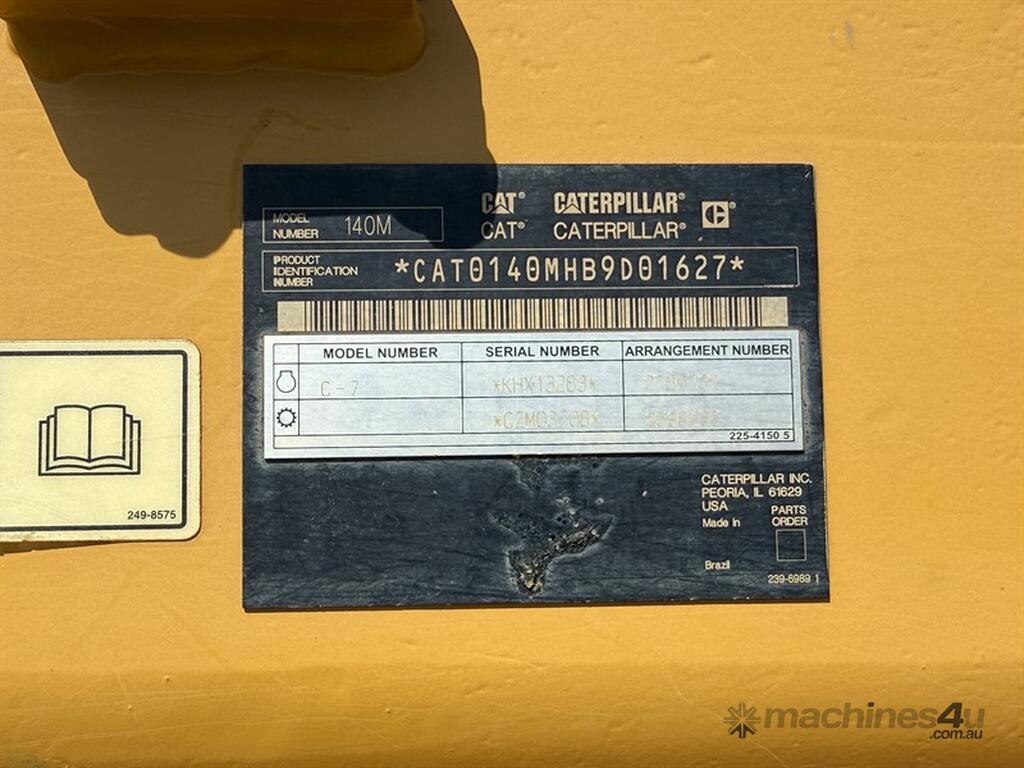 CAT® CATERPILLAR®
MODEL NUMBER 140M CAT® CATERPILLAR®
PRODUCT IDENTIFICATION NUMBER *CAT0140MHB9D01627*
MODEL NUMBER SERIAL NUMBER ARRANGEMENT NUMBER
C-7 *KHX13283*
225-4150 5
CATERPILLAR INC.
PEORIA, IL 61629
USA
PARTS ORDER
Made in
Brazil
239-6989 1
249-8575
machines4u
.com.au